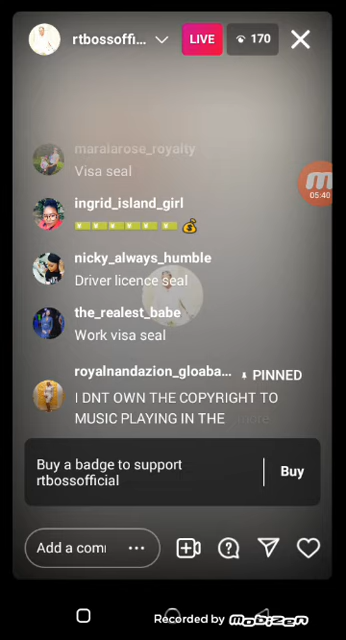 rtbossoffi...
LIVE
170
maralarose_royalty
Visa seal
05:40
ingrid_island_girl
nicky_always_humble
Driver licence seal
the_realest_babe
Work visa seal
royalnandazion_gloaba... PINNED
I DNT OWN THE COPYRIGHT TO
MUSIC PLAYING IN THE more
Buy a badge to support
rtbossofficial
Buy
Add a com
Recorded by mobizen